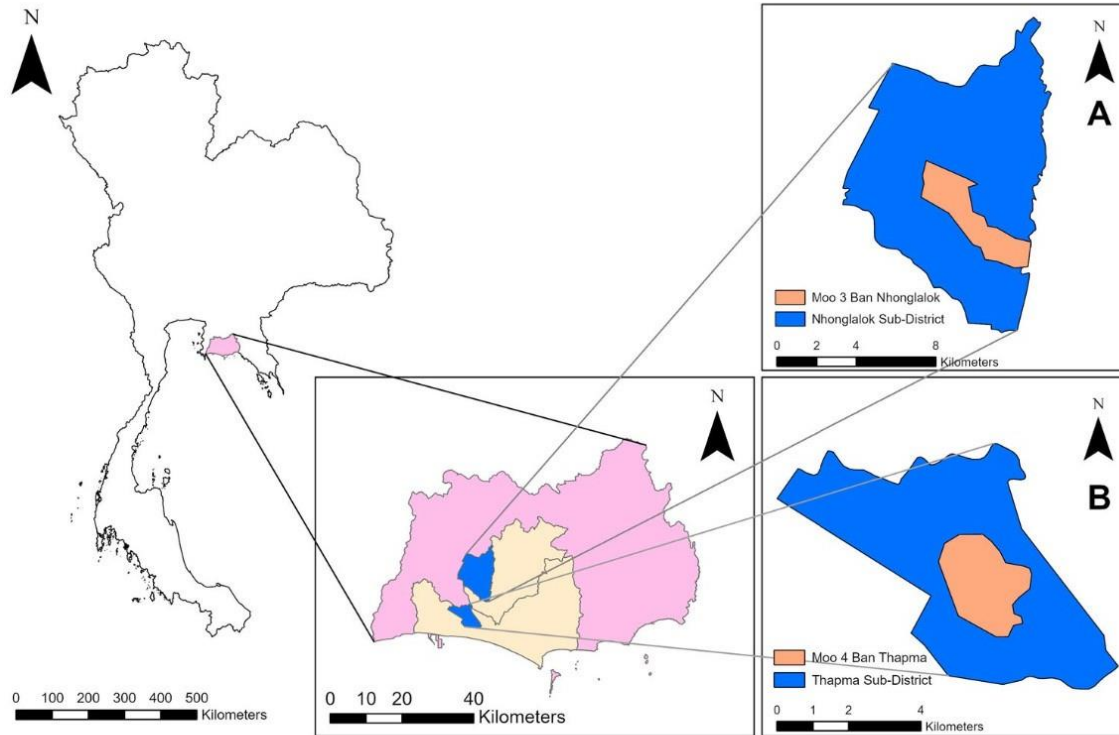 N
0 100 200 300 400 500
Kilometers
N
0 10 20 40
Kilometers
N
A
Moo 3 Ban Nhonglalok
Nhonglalok Sub-District
0 2 4 8
Kilometers
N
B
Moo 4 Ban Thapma
Thapma Sub-District
0 1 2 4
Kilometers